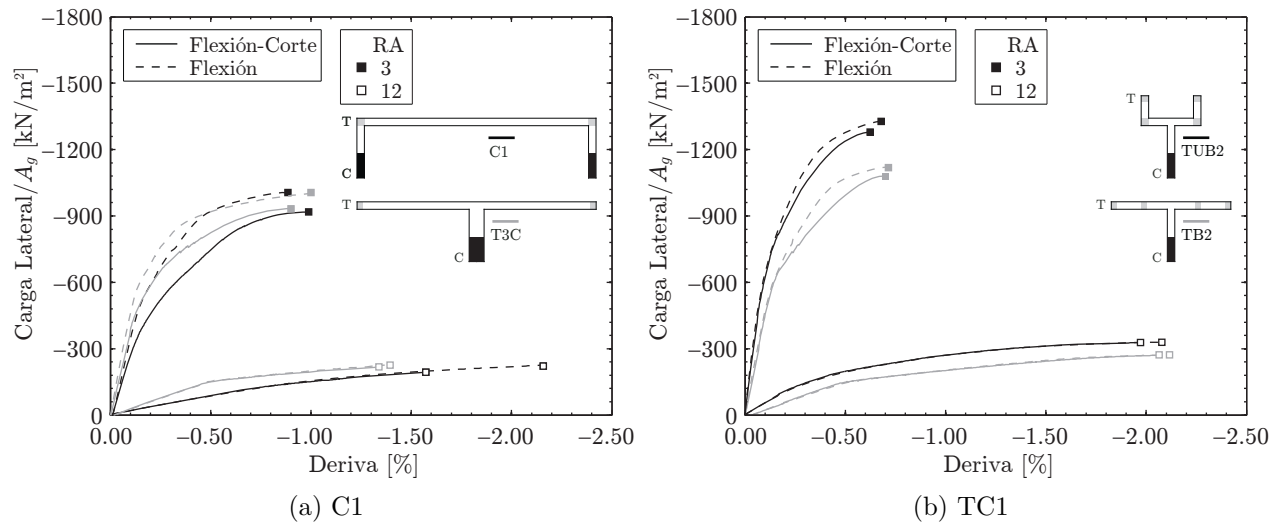 −1800
−1500
−1200
−900
−600
−300
0
Carga Lateral/A_g [kN/m²]
Flexión-Corte
Flexión
RA
3
12
T
C
C1
T
C
T3C
0.00 −0.50 −1.00 −1.50 −2.00 −2.50
Deriva [%]
(a) C1
−1800
−1500
−1200
−900
−600
−300
0
Carga Lateral/A_g [kN/m²]
Flexión-Corte
Flexión
RA
3
12
T
C
TUB2
T
C
TB2
0.00 −0.50 −1.00 −1.50 −2.00 −2.50
Deriva [%]
(b) TC1